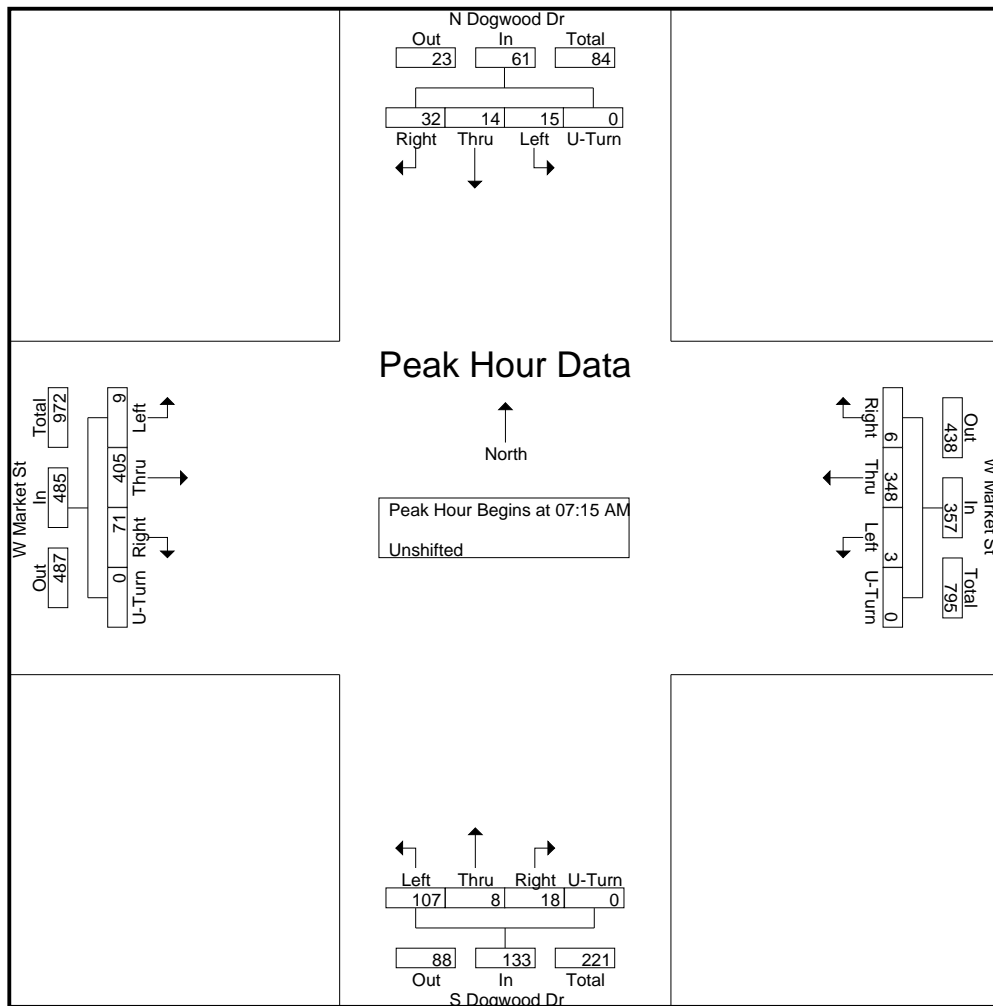 N Dogwood Dr
Out In Total
23 61 84
32 14 15 0
Right Thru Left U-Turn
Peak Hour Data
North
Peak Hour Begins at 07:15 AM
Unshifted
W Market St
Total In Out
972 485 487
9 405 71 0
Left Thru Right U-Turn
W Market St
Out In Total
438 357 795
6 348 3 0
Right Thru Left U-Turn
Left Thru Right U-Turn
107 8 18 0
88 133 221
Out In Total
S Dogwood Dr